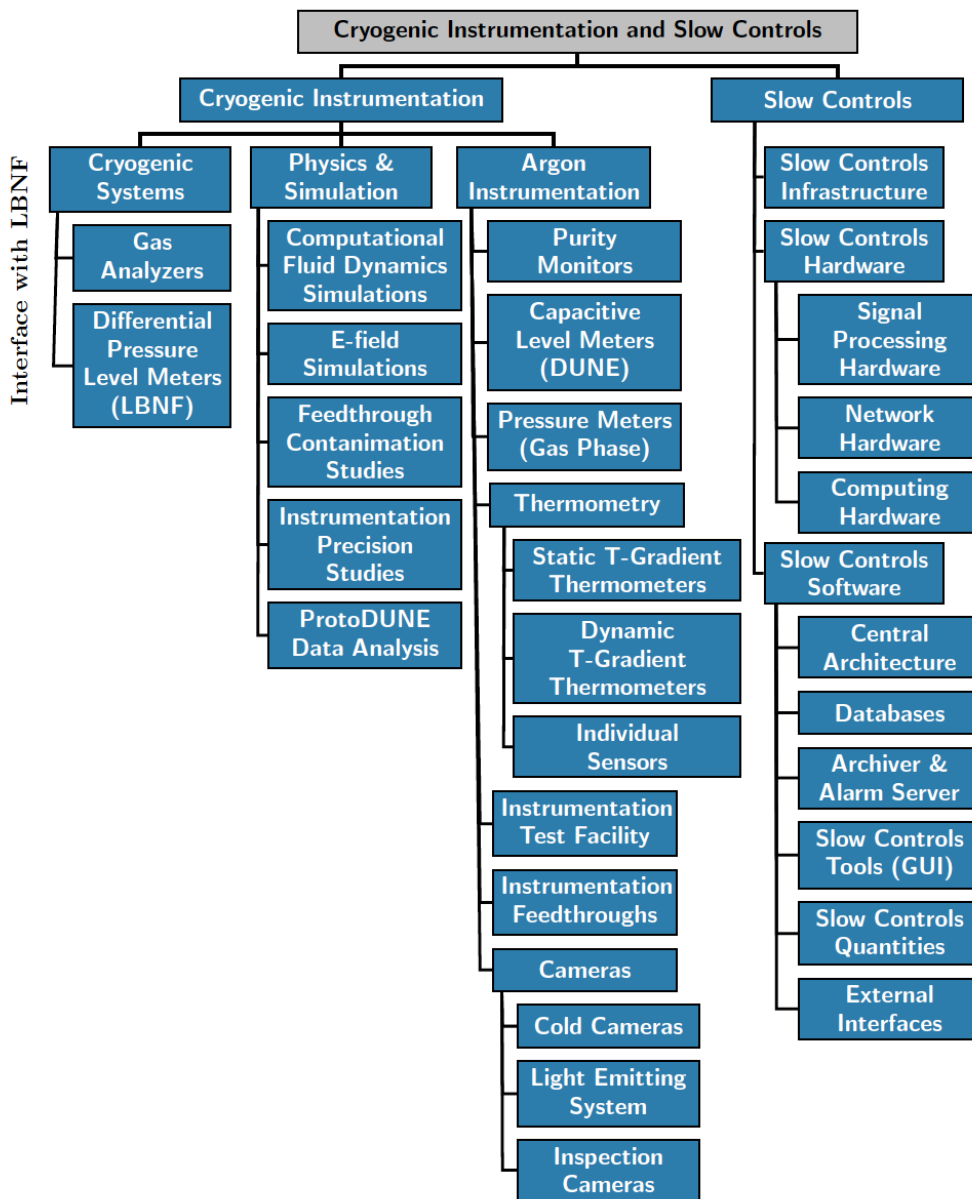 Cryogenic Instrumentation and Slow Controls
Cryogenic Instrumentation
Slow Controls
Interface with LBNF
Cryogenic
Systems
Gas
Analyzers
Differential
Pressure
Level Meters
(LBNF)
Physics &
Simulation
Computational
Fluid Dynamics
Simulations
E-field
Simulations
Feedthrough
Contanimation
Studies
Instrumentation
Precision
Studies
ProtoDUNE
Data Analysis
Argon
Instrumentation
Purity
Monitors
Capacitive
Level Meters
(DUNE)
Pressure Meters
(Gas Phase)
Thermometry
Static T-Gradient
Thermometers
Dynamic
T-Gradient
Thermometers
Individual
Sensors
Instrumentation
Test Facility
Instrumentation
Feedthroughs
Cameras
Cold Cameras
Light Emitting
System
Inspection
Cameras
Slow Controls
Infrastructure
Slow Controls
Hardware
Signal
Processing
Hardware
Network
Hardware
Computing
Hardware
Slow Controls
Software
Central
Architecture
Databases
Archiver &
Alarm Server
Slow Controls
Tools (GUI)
Slow Controls
Quantities
External
Interfaces